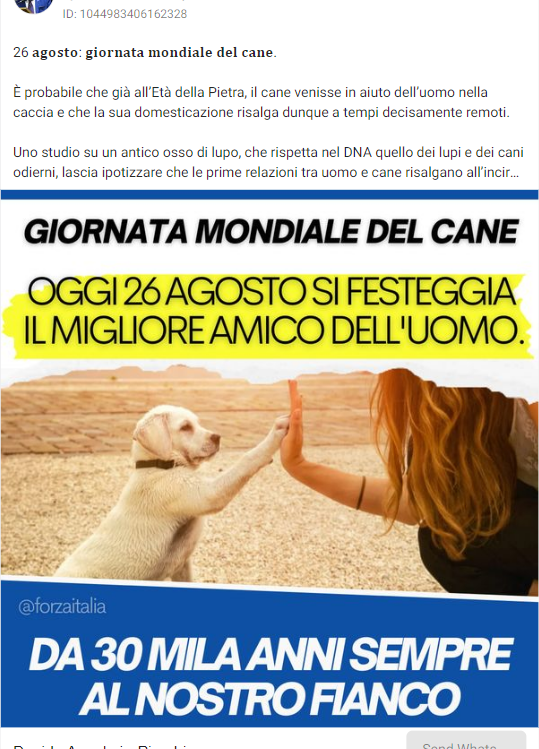 ID: 1044983406162328
26 agosto: giornata mondiale del cane.
È probabile che già all'Età della Pietra, il cane venisse in aiuto dell'uomo nella
caccia e che la sua domesticazione risalga dunque a tempi decisamente remoti.
Uno studio su un antico osso di lupo, che rispetta nel DNA quello dei lupi e dei cani
odierni, lascia ipotizzare che le prime relazioni tra uomo e cane risalgano all'incir...
GIORNATA MONDIALE DEL CANE
OGGI 26 AGOSTO SI FESTEGGIA
IL MIGLIORE AMICO DELL'UOMO.
@forzaitalia
DA 30 MILA ANNI SEMPRE
AL NOSTRO FIANCO